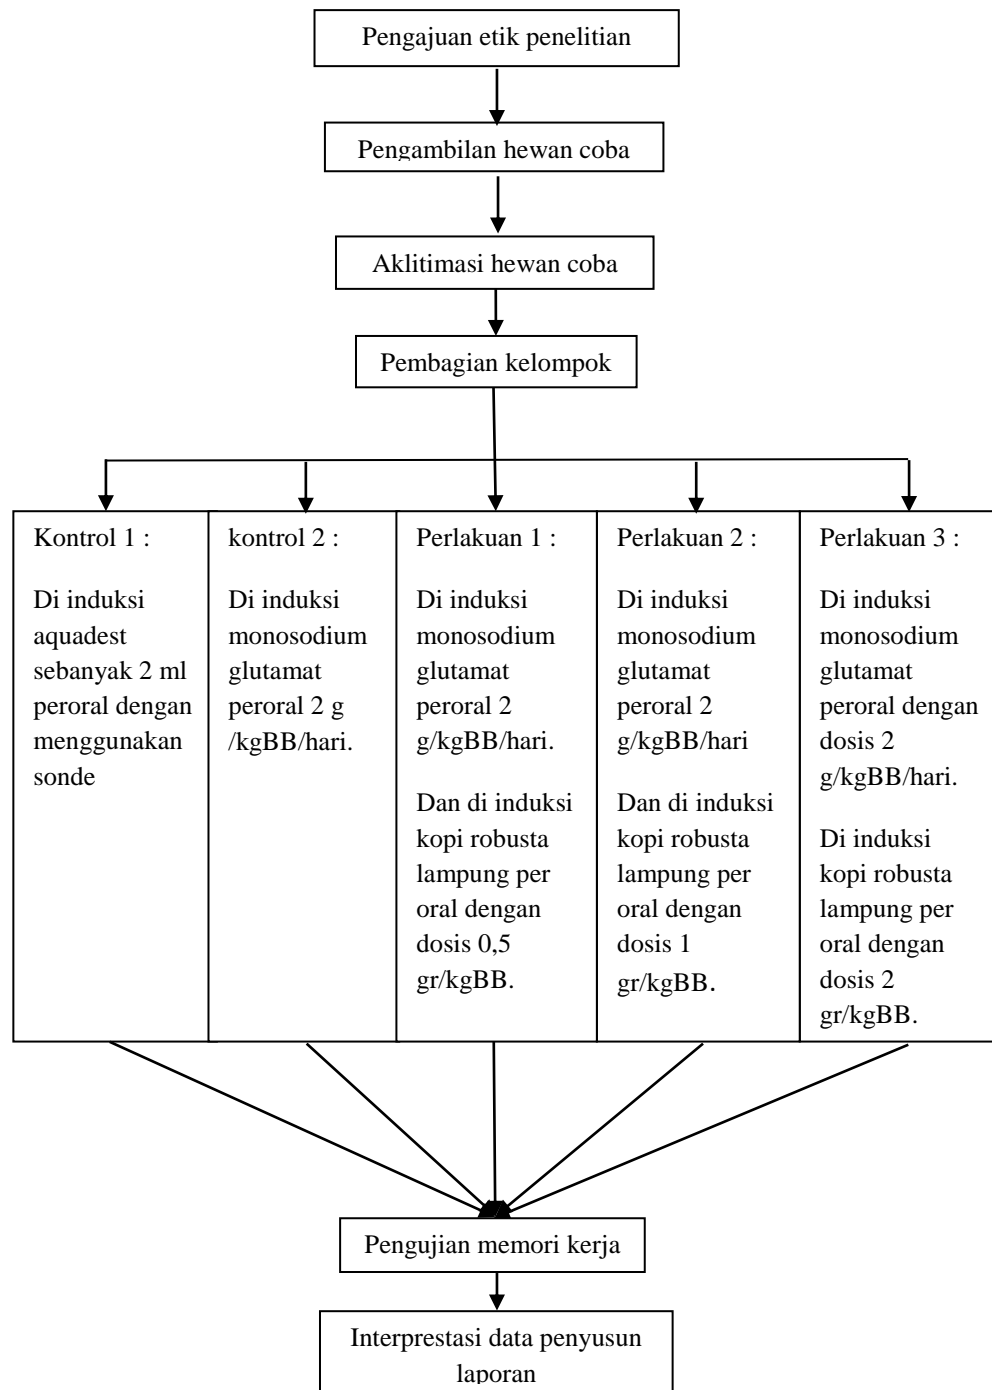 Pengajuan etik penelitian
Pengambilan hewan coba
Aklitimasi hewan coba
Pembagian kelompok
Kontrol 1 :
Di induksi
aquadest
sebanyak 2 ml
peroral dengan
menggunakan
sonde
kontrol 2 :
Di induksi
monosodium
glutamat
peroral 2 g
/kgBB/hari.
Perlakuan 1 :
Di induksi
monosodium
glutamat
peroral 2
g/kgBB/hari.
Dan di induksi
kopi robusta
lampung per
oral dengan
dosis 0,5
gr/kgBB.
Perlakuan 2 :
Di induksi
monosodium
glutamat
peroral 2
g/kgBB/hari
Dan di induksi
kopi robusta
lampung per
oral dengan
dosis 1
gr/kgBB.
Perlakuan 3 :
Di induksi
monosodium
glutamat
peroral dengan
dosis 2
g/kgBB/hari.
Di induksi
kopi robusta
lampung per
oral dengan
dosis 2
gr/kgBB.
Pengujian memori kerja
Interprestasi data penyusun
laporan